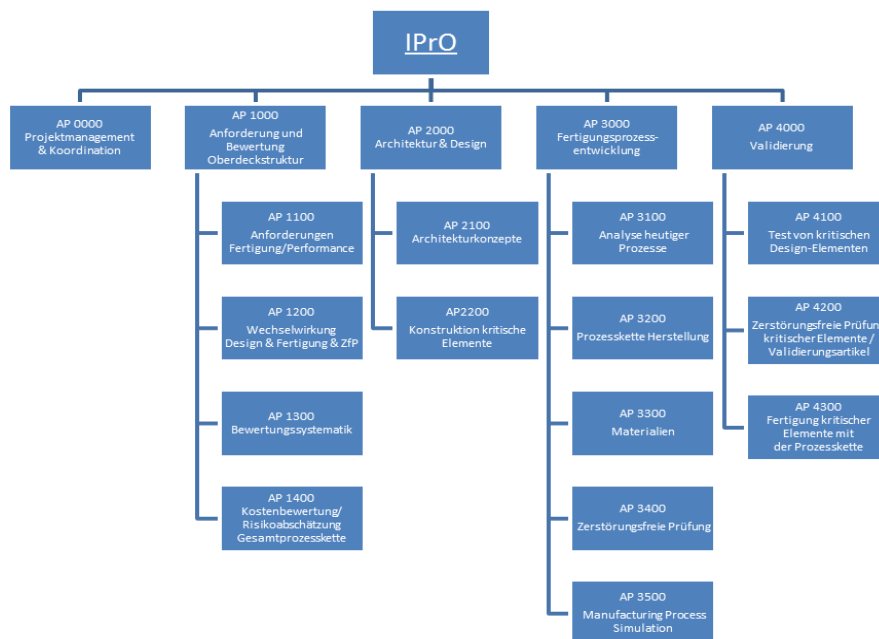 IPrO
AP 0000
Projektmanagement
& Koordination
AP 1000
Anforderung und
Bewertung
Oberdeckstruktur
AP 2000
Architektur & Design
AP 3000
Fertigungsprozess-
entwicklung
AP 4000
Validierung
AP 1100
Anforderungen
Fertigung/Performance
AP 1200
Wechselwirkung
Design & Fertigung & ZfP
AP 1300
Bewertungssystematik
AP 1400
Kostenbewertung/
Risikoabschätzung
Gesamtprozesskette
AP 2100
Architekturkonzepte
AP2200
Konstruktion kritische
Elemente
AP 3100
Analyse heutiger
Prozesse
AP 3200
Prozesskette Herstellung
AP 3300
Materialien
AP 3400
Zerstörungsfreie Prüfung
AP 3500
Manufacturing Process
Simulation
AP 4100
Test von kritischen
Design-Elementen
AP 4200
Zerstörungsfreie Prüfung
kritischer Elemente /
Validierungsartikel
AP 4300
Fertigung kritischer
Elemente mit
der Prozesskette